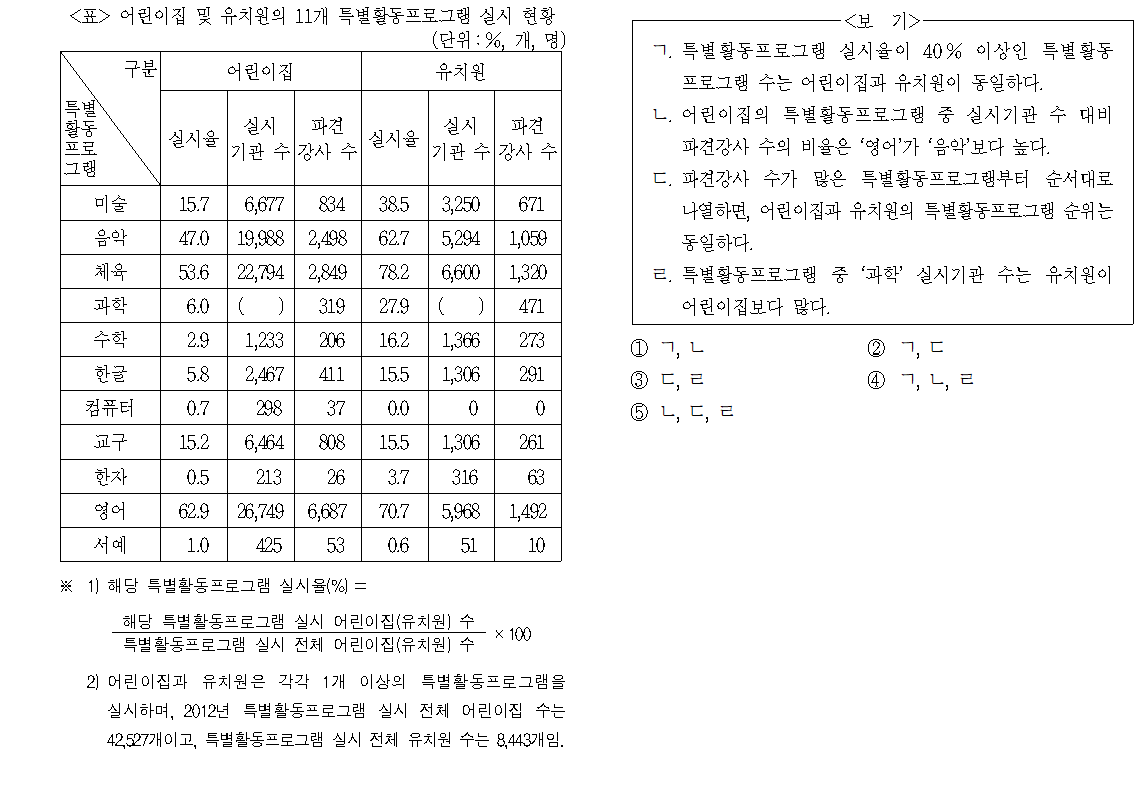 <표> 어린이집 및 유치원의 11개 특별활동프로그램 실시 현황
(단위 : %, 개, 명)
구분 어린이집 유치원
특별활동프로그램 실시율 실시기관 수 파견강사 수 실시율 실시기관 수 파견강사 수
미술 15.7 6,677 834 38.5 3,250 671
음악 47.0 19,988 2,498 62.7 5,294 1,059
체육 53.6 22,794 2,849 78.2 6,600 1,320
과학 6.0 ( ) 319 27.9 ( ) 471
수학 2.9 1,233 206 16.2 1,366 273
한글 5.8 2,467 411 15.5 1,306 291
컴퓨터 0.7 298 37 0.0 0 0
교구 15.2 6,464 808 15.5 1,306 261
한자 0.5 213 26 3.7 316 63
영어 62.9 26,749 6,687 70.7 5,968 1,492
서예 1.0 425 53 0.6 51 10
※ 1) 해당 특별활동프로그램 실시율(%) =
해당 특별활동프로그램 실시 어린이집(유치원) 수
특별활동프로그램 실시 전체 어린이집(유치원) 수
× 100
2) 어린이집과 유치원은 각각 1개 이상의 특별활동프로그램을
실시하며, 2012년 특별활동프로그램 실시 전체 어린이집 수는
42,527개이고, 특별활동프로그램 실시 전체 유치원 수는 8,443개임.
<보 기>
ㄱ. 특별활동프로그램 실시율이 40% 이상인 특별활동
프로그램 수는 어린이집과 유치원이 동일하다.
ㄴ. 어린이집의 특별활동프로그램 중 실시기관 수 대비
파견강사 수의 비율은 ‘영어’가 ‘음악’보다 높다.
ㄷ. 파견강사 수가 많은 특별활동프로그램부터 순서대로
나열하면, 어린이집과 유치원의 특별활동프로그램 순위는
동일하다.
ㄹ. 특별활동프로그램 중 ‘과학’ 실시기관 수는 유치원이
어린이집보다 많다.
① ㄱ, ㄴ ② ㄱ, ㄷ
③ ㄷ, ㄹ ④ ㄱ, ㄴ, ㄹ
⑤ ㄴ, ㄷ, ㄹ